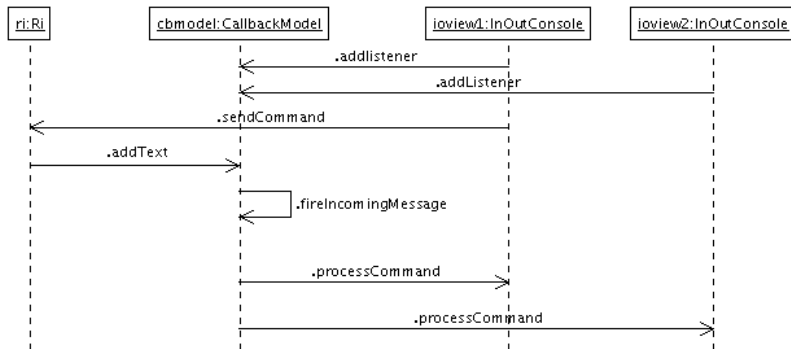 ri:Ri
cbmodel:CallbackModel
ioview1:InOutConsole
ioview2:InOutConsole
.addlistener
.addListener
.sendCommand
.addText
.fireIncomingMessage
.processCommand
.processCommand